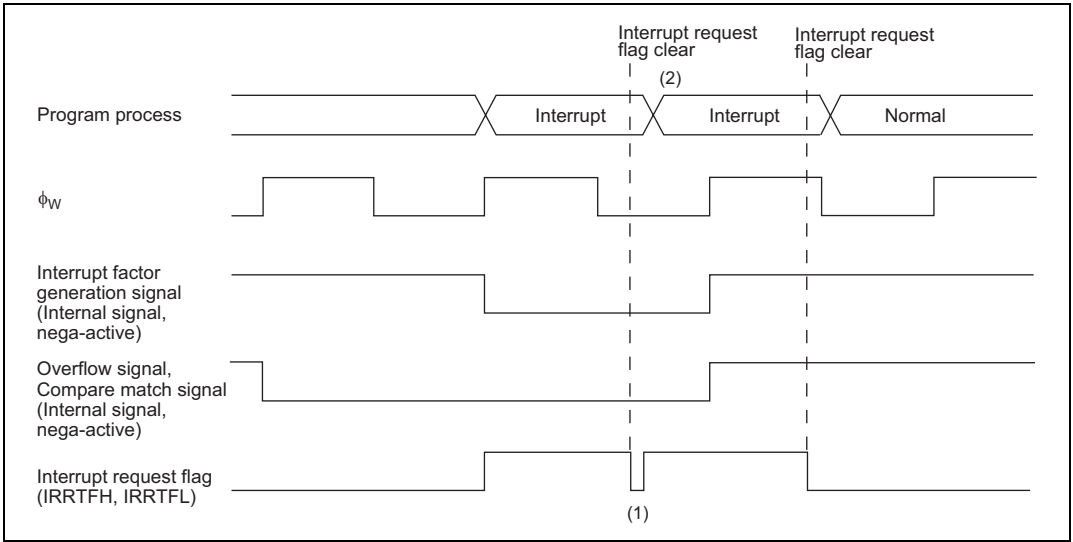 Interrupt request
flag clear
Interrupt request
flag clear
(2)
Program process
Interrupt
Interrupt
Normal
ϕW
Interrupt factor
generation signal
(Internal signal,
nega-active)
Overflow signal,
Compare match signal
(Internal signal,
nega-active)
Interrupt request flag
(IRRTFH, IRRTFL)
(1)